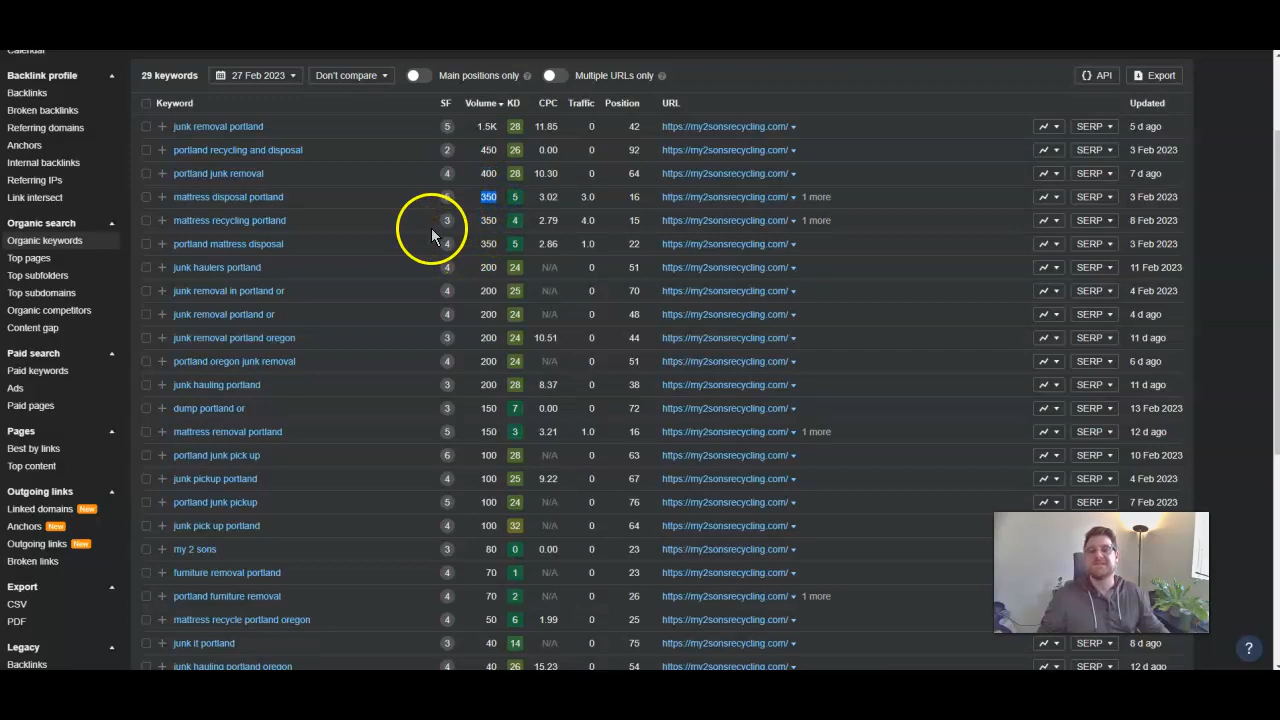 Calendar
Backlink profile
Backlinks
Broken backlinks
Referring domains
Anchors
Internal backlinks
Referring IPs
Link intersect
Organic search
Organic keywords
Top pages
Top subfolders
Top subdomains
Organic competitors
Content gap
Paid search
Paid keywords
Ads
Paid pages
Pages
Best by links
Top content
Outgoing links
Linked domains New
Anchors New
Outgoing links New
Broken links
Export
CSV
PDF
Legacy
Backlinks
29 keywords 27 Feb 2023 Don't compare Main positions only ? Multiple URLs only ? API Export
Keyword SF Volume KD CPC Traffic Position URL Updated
junk removal portland 5 1.5K 28 11.85 0 42 https://my2sonsrecycling.com/ SERP 5 d ago
portland recycling and disposal 2 450 26 0.00 0 92 https://my2sonsrecycling.com/ SERP 3 Feb 2023
portland junk removal 4 400 28 10.30 0 64 https://my2sonsrecycling.com/ SERP 7 d ago
mattress disposal portland 350 5 3.02 3.0 16 https://my2sonsrecycling.com/ 1 more SERP 3 Feb 2023
mattress recycling portland 3 350 4 2.79 4.0 15 https://my2sonsrecycling.com/ 1 more SERP 8 Feb 2023
portland mattress disposal 4 350 5 2.86 1.0 22 https://my2sonsrecycling.com/ SERP 3 Feb 2023
junk haulers portland 4 200 24 N/A 0 51 https://my2sonsrecycling.com/ SERP 11 Feb 2023
junk removal in portland or 4 200 25 N/A 0 70 https://my2sonsrecycling.com/ SERP 4 Feb 2023
junk removal portland or 4 200 24 N/A 0 48 https://my2sonsrecycling.com/ SERP 4 d ago
junk removal portland oregon 3 200 24 10.51 0 44 https://my2sonsrecycling.com/ SERP 11 d ago
portland oregon junk removal 4 200 24 N/A 0 51 https://my2sonsrecycling.com/ SERP 6 d ago
junk hauling portland 3 200 28 8.37 0 38 https://my2sonsrecycling.com/ SERP 11 d ago
dump portland or 3 150 7 0.00 0 72 https://my2sonsrecycling.com/ SERP 13 Feb 2023
mattress removal portland 5 150 3 3.21 1.0 16 https://my2sonsrecycling.com/ 1 more SERP 12 d ago
portland junk pick up 6 100 28 N/A 0 63 https://my2sonsrecycling.com/ SERP 10 Feb 2023
junk pickup portland 4 100 25 9.22 0 67 https://my2sonsrecycling.com/ SERP 4 Feb 2023
portland junk pickup 5 100 24 N/A 0 76 https://my2sonsrecycling.com/ SERP 7 Feb 2023
junk pick up portland 4 100 32 N/A 0 64 https://my2sonsrecycling.com/
my 2 sons 3 80 0 0.00 0 23 https://my2sonsrecycling.com/
furniture removal portland 4 70 1 N/A 0 23 https://my2sonsrecycling.com/
portland furniture removal 4 70 2 N/A 0 26 https://my2sonsrecycling.com/ 1 more
mattress recycle portland oregon 4 50 6 1.99 0 25 https://my2sonsrecycling.com/
junk it portland 3 40 14 N/A 0 75 https://my2sonsrecycling.com/ SERP 8 d ago
junk hauling portland oregon 4 40 26 15.23 0 54 https://my2sonsrecycling.com/ SERP 12 d ago
?